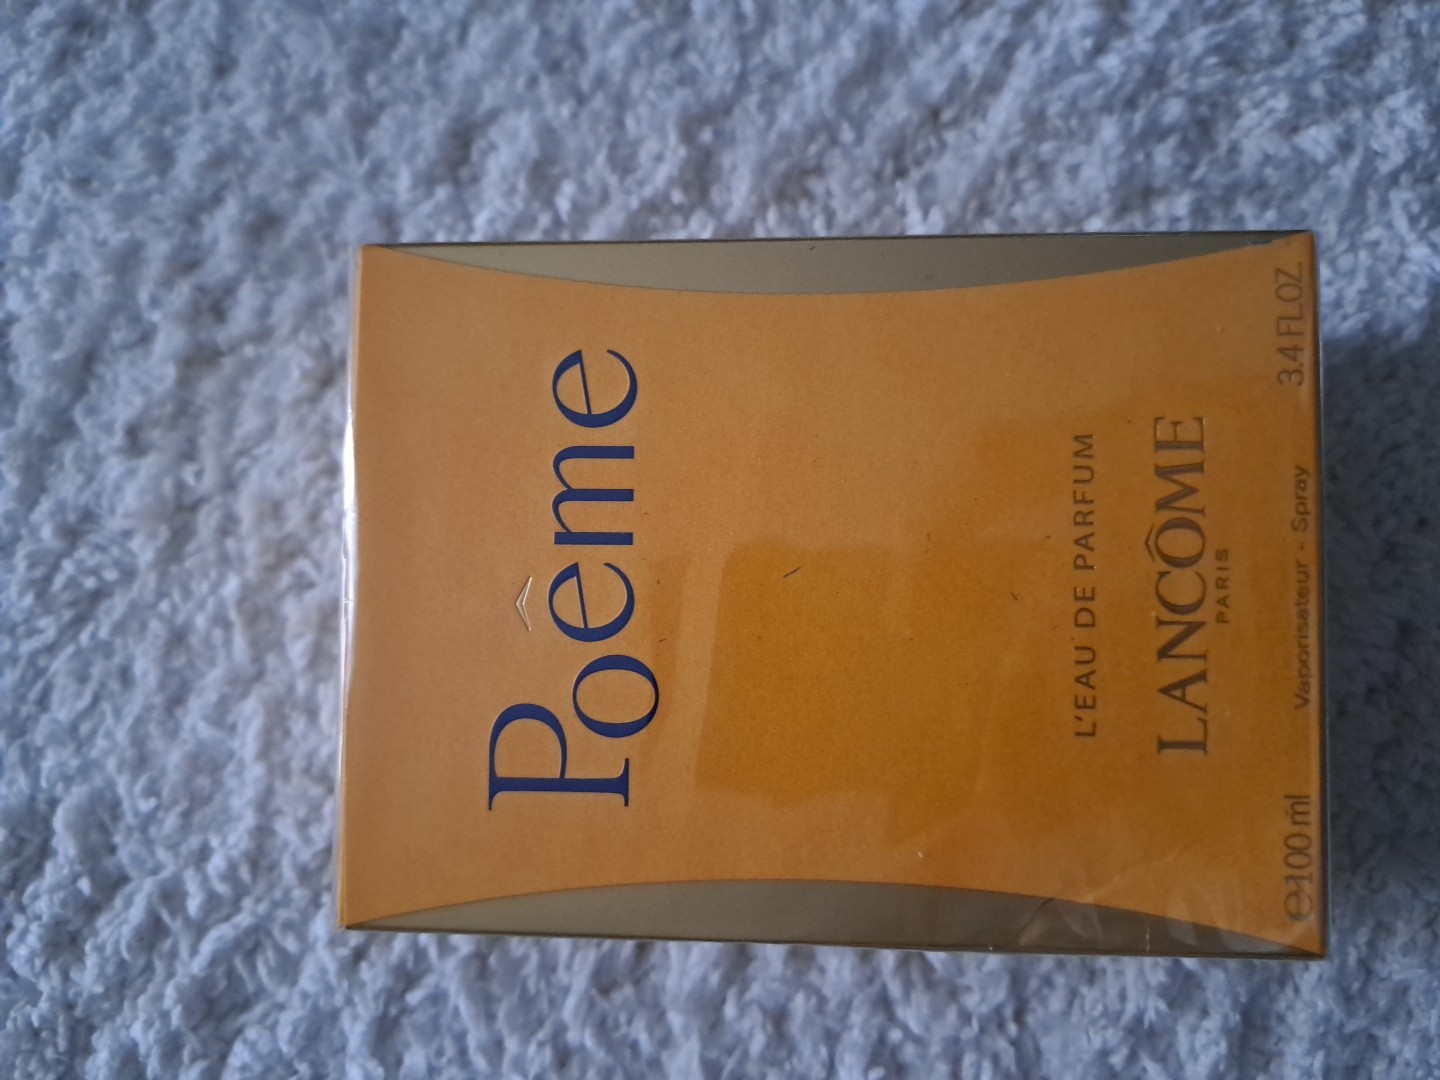 Poême
L'EAU DE PARFUM
LANCÔME
PARIS
Vaporisateur - Spray
e 100 ml 3.4 FL.OZ.